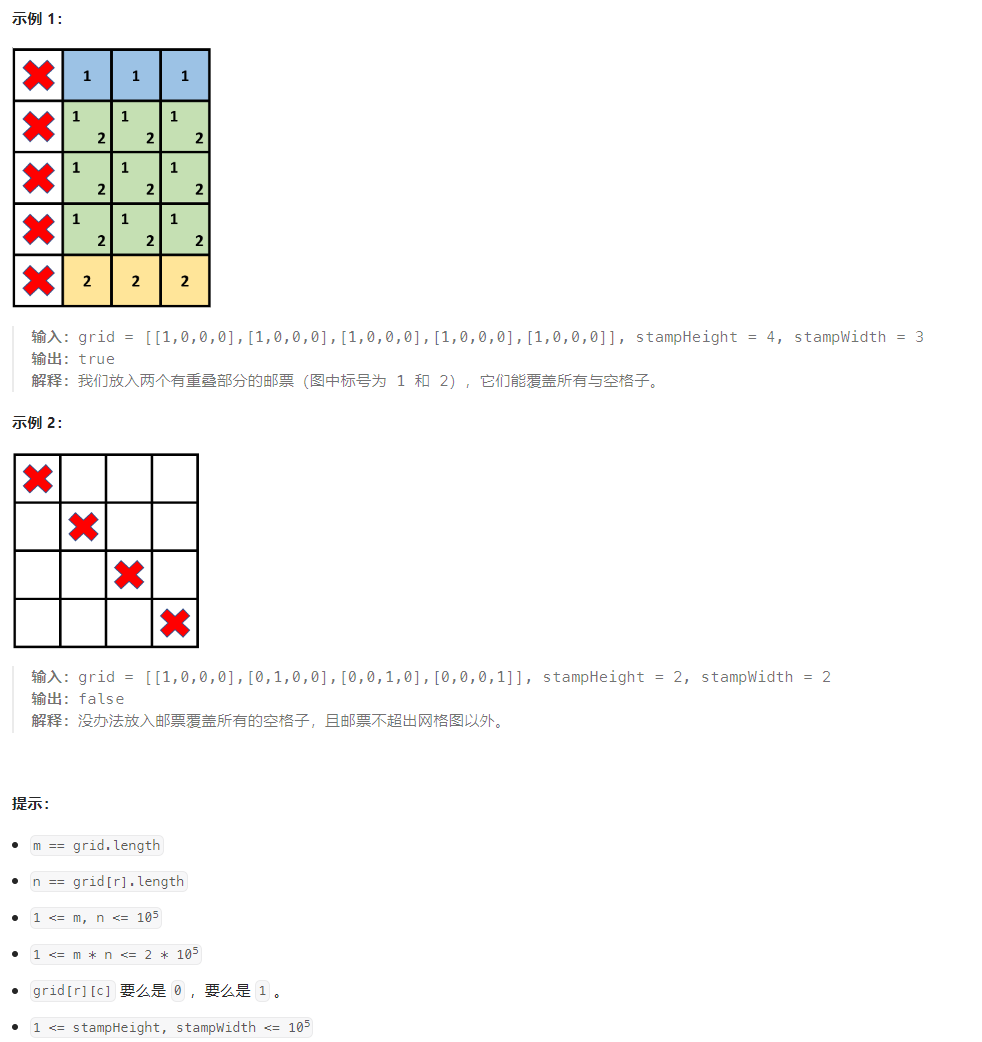 示例 1：
1 1 1
1 1 1
2 2 2
1 1 1
2 2 2
1 1 1
2 2 2
2 2 2
输入：grid = [[1,0,0,0],[1,0,0,0],[1,0,0,0],[1,0,0,0],[1,0,0,0]], stampHeight = 4, stampWidth = 3
输出：true
解释：我们放入两个有重叠部分的邮票（图中标号为 1 和 2），它们能覆盖所有与空格子。
示例 2：
输入：grid = [[1,0,0,0],[0,1,0,0],[0,0,1,0],[0,0,0,1]], stampHeight = 2, stampWidth = 2
输出：false
解释：没办法放入邮票覆盖所有的空格子，且邮票不超出网格图以外。
提示：
m == grid.length
n == grid[r].length
1 <= m, n <= 10⁵
1 <= m * n <= 2 * 10⁵
grid[r][c] 要么是 0 ，要么是 1 。
1 <= stampHeight, stampWidth <= 10⁵